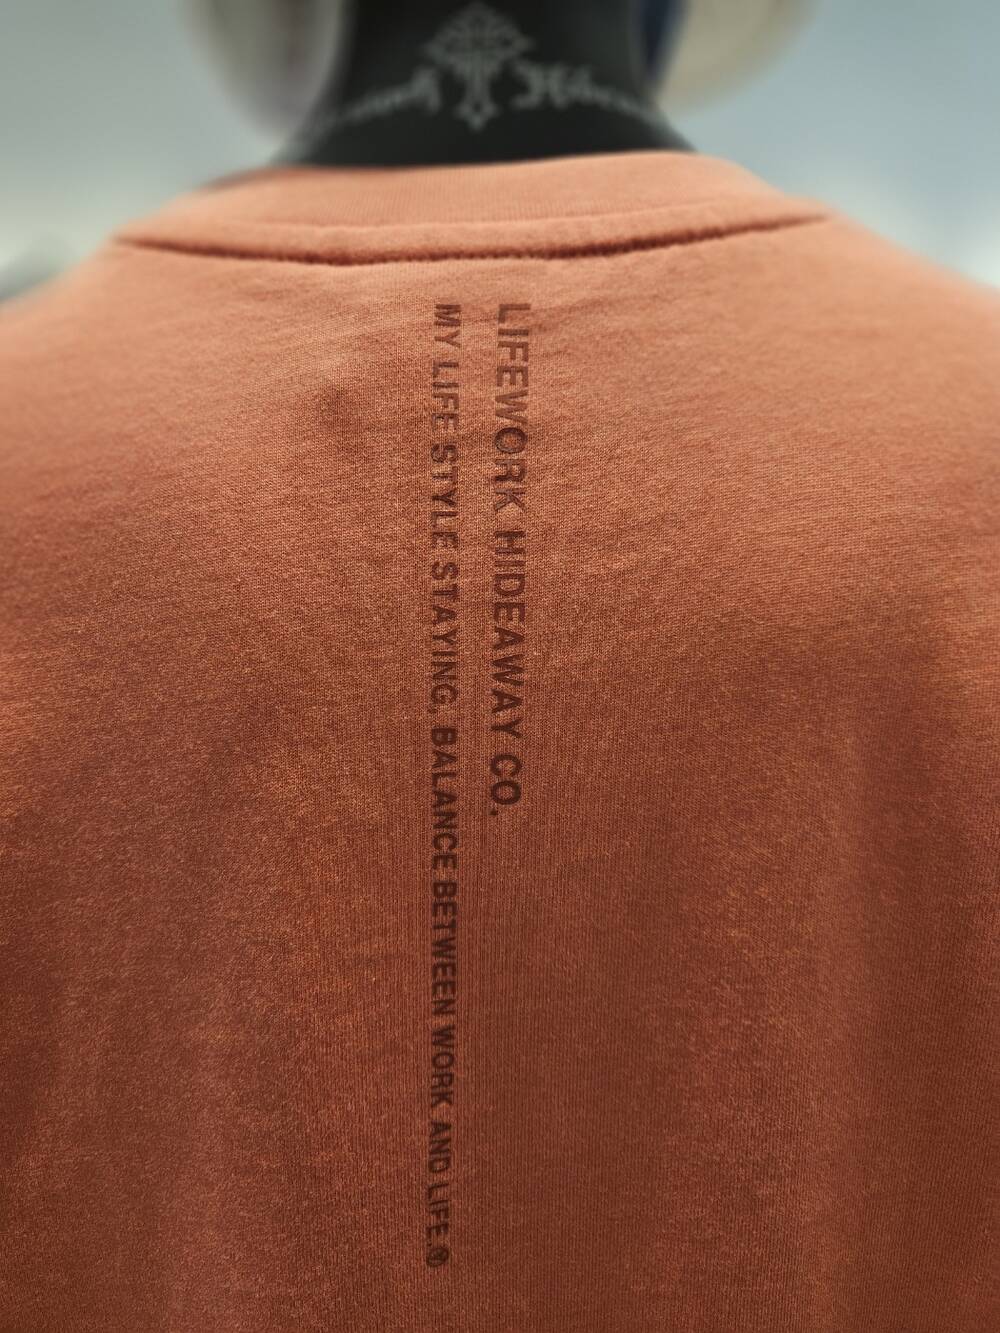 LIFEWORK HIDEAWAY CO.
MY LIFE STYLE STAYING, BALANCE BETWEEN WORK AND LIFE.®